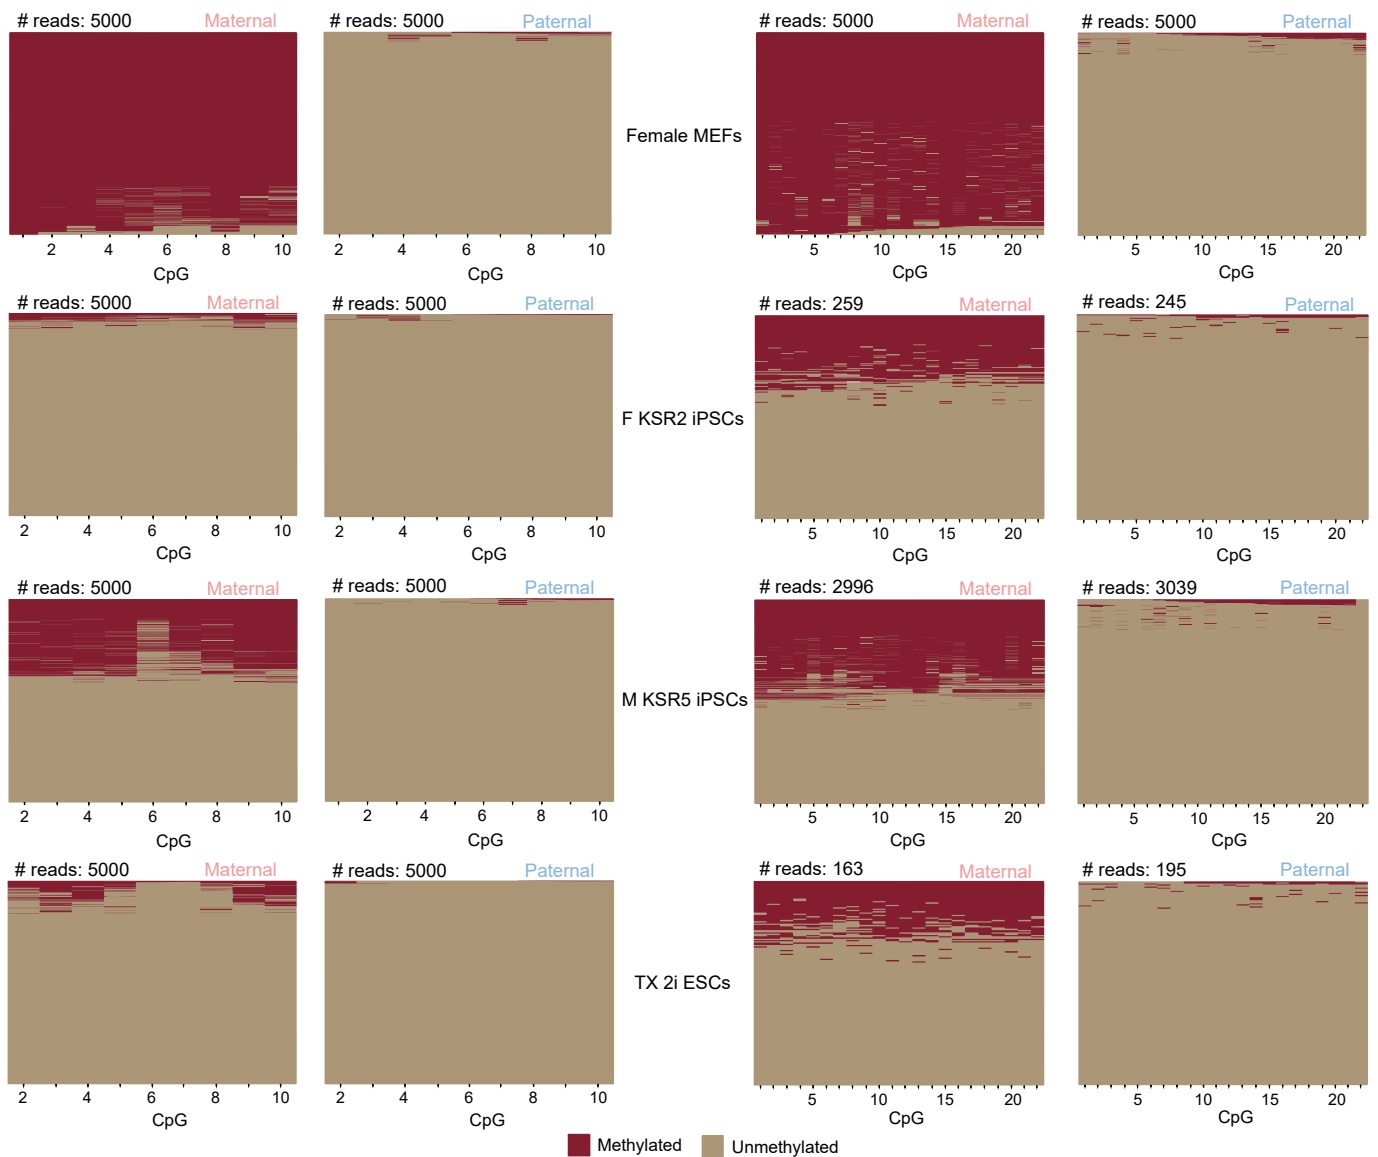 # reads: 5000 Maternal # reads: 5000 Paternal # reads: 5000 Maternal # reads: 5000 Paternal
Female MEFs
2 4 6 8 10 2 4 6 8 10 5 10 15 20 5 10 15 20
CpG CpG CpG CpG
# reads: 5000 Maternal # reads: 5000 Paternal # reads: 259 Maternal # reads: 245 Paternal
F KSR2 iPSCs
2 4 6 8 10 2 4 6 8 10 5 10 15 20 5 10 15 20
CpG CpG CpG CpG
# reads: 5000 Maternal # reads: 5000 Paternal # reads: 2996 Maternal # reads: 3039 Paternal
M KSR5 iPSCs
2 4 6 8 10 2 4 6 8 10 5 10 15 20 5 10 15 20
CpG CpG CpG CpG
# reads: 5000 Maternal # reads: 5000 Paternal # reads: 163 Maternal # reads: 195 Paternal
TX 2i ESCs
2 4 6 8 10 2 4 6 8 10 5 10 15 20 5 10 15 20
CpG CpG CpG CpG
Methylated Unmethylated